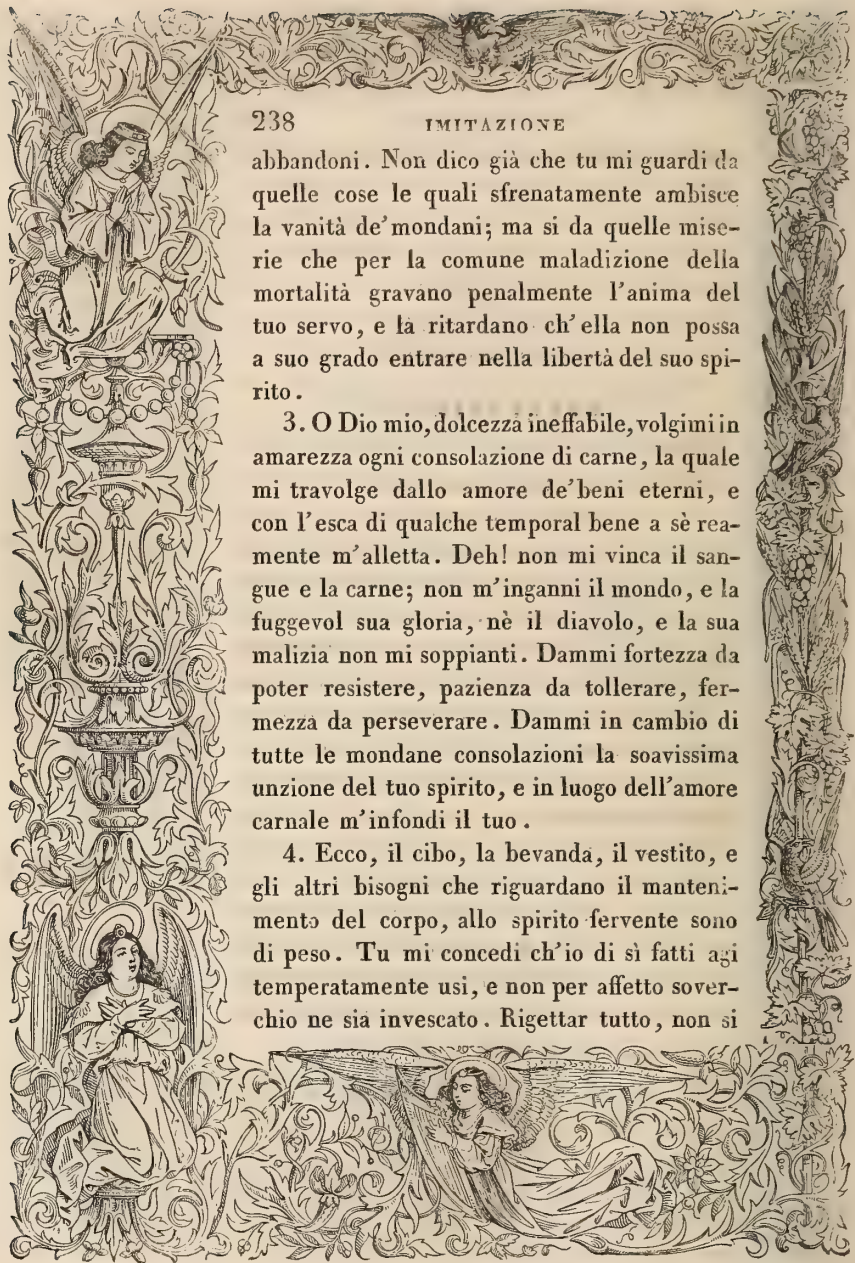 238 IMITAZIONE
abbandoni. Non dico già che tu mi guardi da
quelle cose le quali sfrenatamente ambisce
la vanità de'mondani; ma si da quelle mise-
rie che per la comune maladizione della
mortalità gravano penalmente l'anima del
tuo servo, e la ritardano ch'ella non possa
a suo grado entrare nella libertà del suo spi-
rito.
3. O Dio mio, dolcezza ineffabile, volgimi in
amarezza ogni consolazione di carne, la quale
mi travolge dallo amore de'beni eterni, e
con l'esca di qualche temporal bene a sè rea-
mente m'alletta. Deh! non mi vinca il san-
gue e la carne; non m'inganni il mondo, e la
fuggevol sua gloria, nè il diavolo, e la sua
malizia non mi soppianti. Dammi fortezza da
poter resistere, pazienza da tollerare, fer-
mezza da perseverare. Dammi in cambio di
tutte le mondane consolazioni la soavissima
unzione del tuo spirito, e in luogo dell'amore
carnale m'infondi il tuo.
4. Ecco, il cibo, la bevanda, il vestito, e
gli altri bisogni che riguardano il manteni-
mento del corpo, allo spirito fervente sono
di peso. Tu mi concedi ch'io di sì fatti agi
temperatamente usi, e non per affetto sover-
chio ne sia invescato. Rigettar tutto, non si